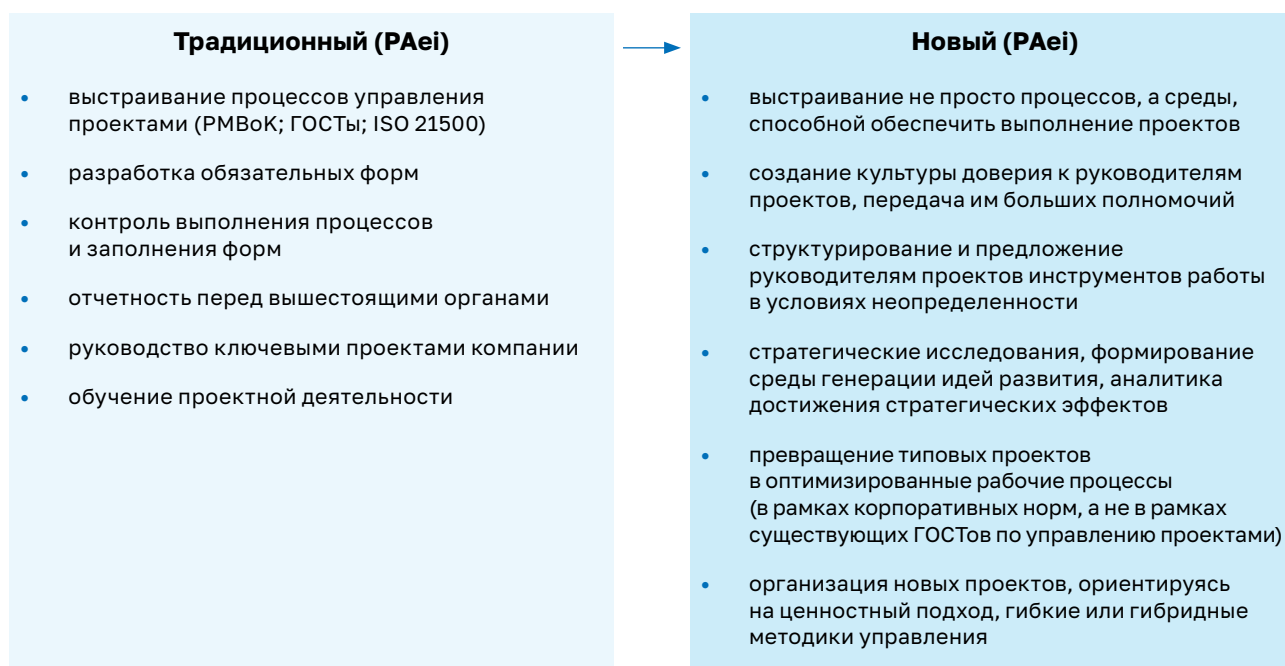 Традиционный (PAei)
• выстраивание процессов управления
проектами (PMBoK; ГОСТы; ISO 21500)
• разработка обязательных форм
• контроль выполнения процессов
и заполнения форм
• отчетность перед вышестоящими органами
• руководство ключевыми проектами компании
• обучение проектной деятельности
Новый (PAei)
• выстраивание не просто процессов, а среды,
способной обеспечить выполнение проектов
• создание культуры доверия к руководителям
проектов, передача им больших полномочий
• структурирование и предложение
руководителям проектов инструментов работы
в условиях неопределенности
• стратегические исследования, формирование
среды генерации идей развития, аналитика
достижения стратегических эффектов
• превращение типовых проектов
в оптимизированные рабочие процессы
(в рамках корпоративных норм, а не в рамках
существующих ГОСТов по управлению проектами)
• организация новых проектов, ориентируясь
на ценностный подход, гибкие или гибридные
методики управления